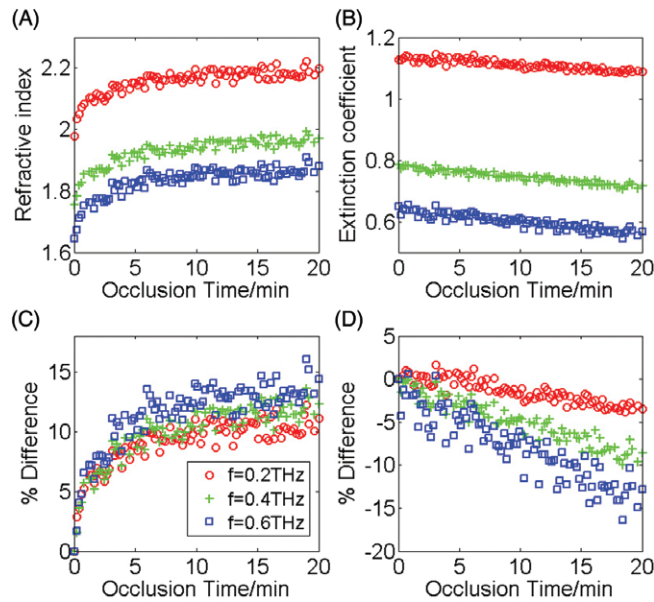 (A)
Refractive index
2.2
2
1.8
1.6
0 5 10 15 20
Occlusion Time/min
(B)
Extinction coefficient
1.2
1
0.8
0.6
0 5 10 15 20
Occlusion Time/min
(C)
% Difference
15
10
5
0
0 5 10 15 20
Occlusion Time/min
f=0.2THz
f=0.4THz
f=0.6THz
(D)
% Difference
5
0
-5
-10
-15
-20
0 5 10 15 20
Occlusion Time/min